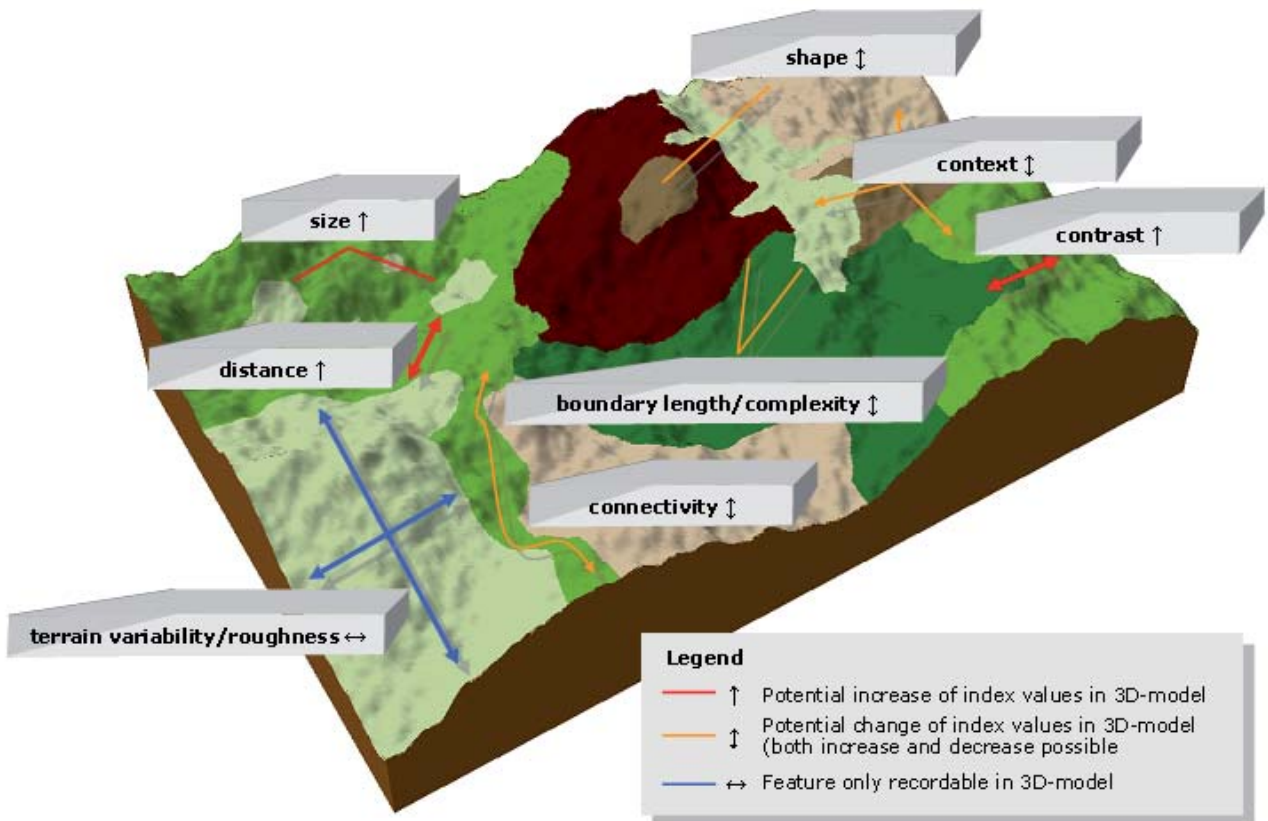 shape ↕
context ↕
size ↑
contrast ↑
distance ↑
boundary length/complexity ↕
connectivity ↕
terrain variability/roughness ↔
Legend
↑ Potential increase of index values in 3D-model
↕ Potential change of index values in 3D-model
(both increase and decrease possible
↔ Feature only recordable in 3D-model